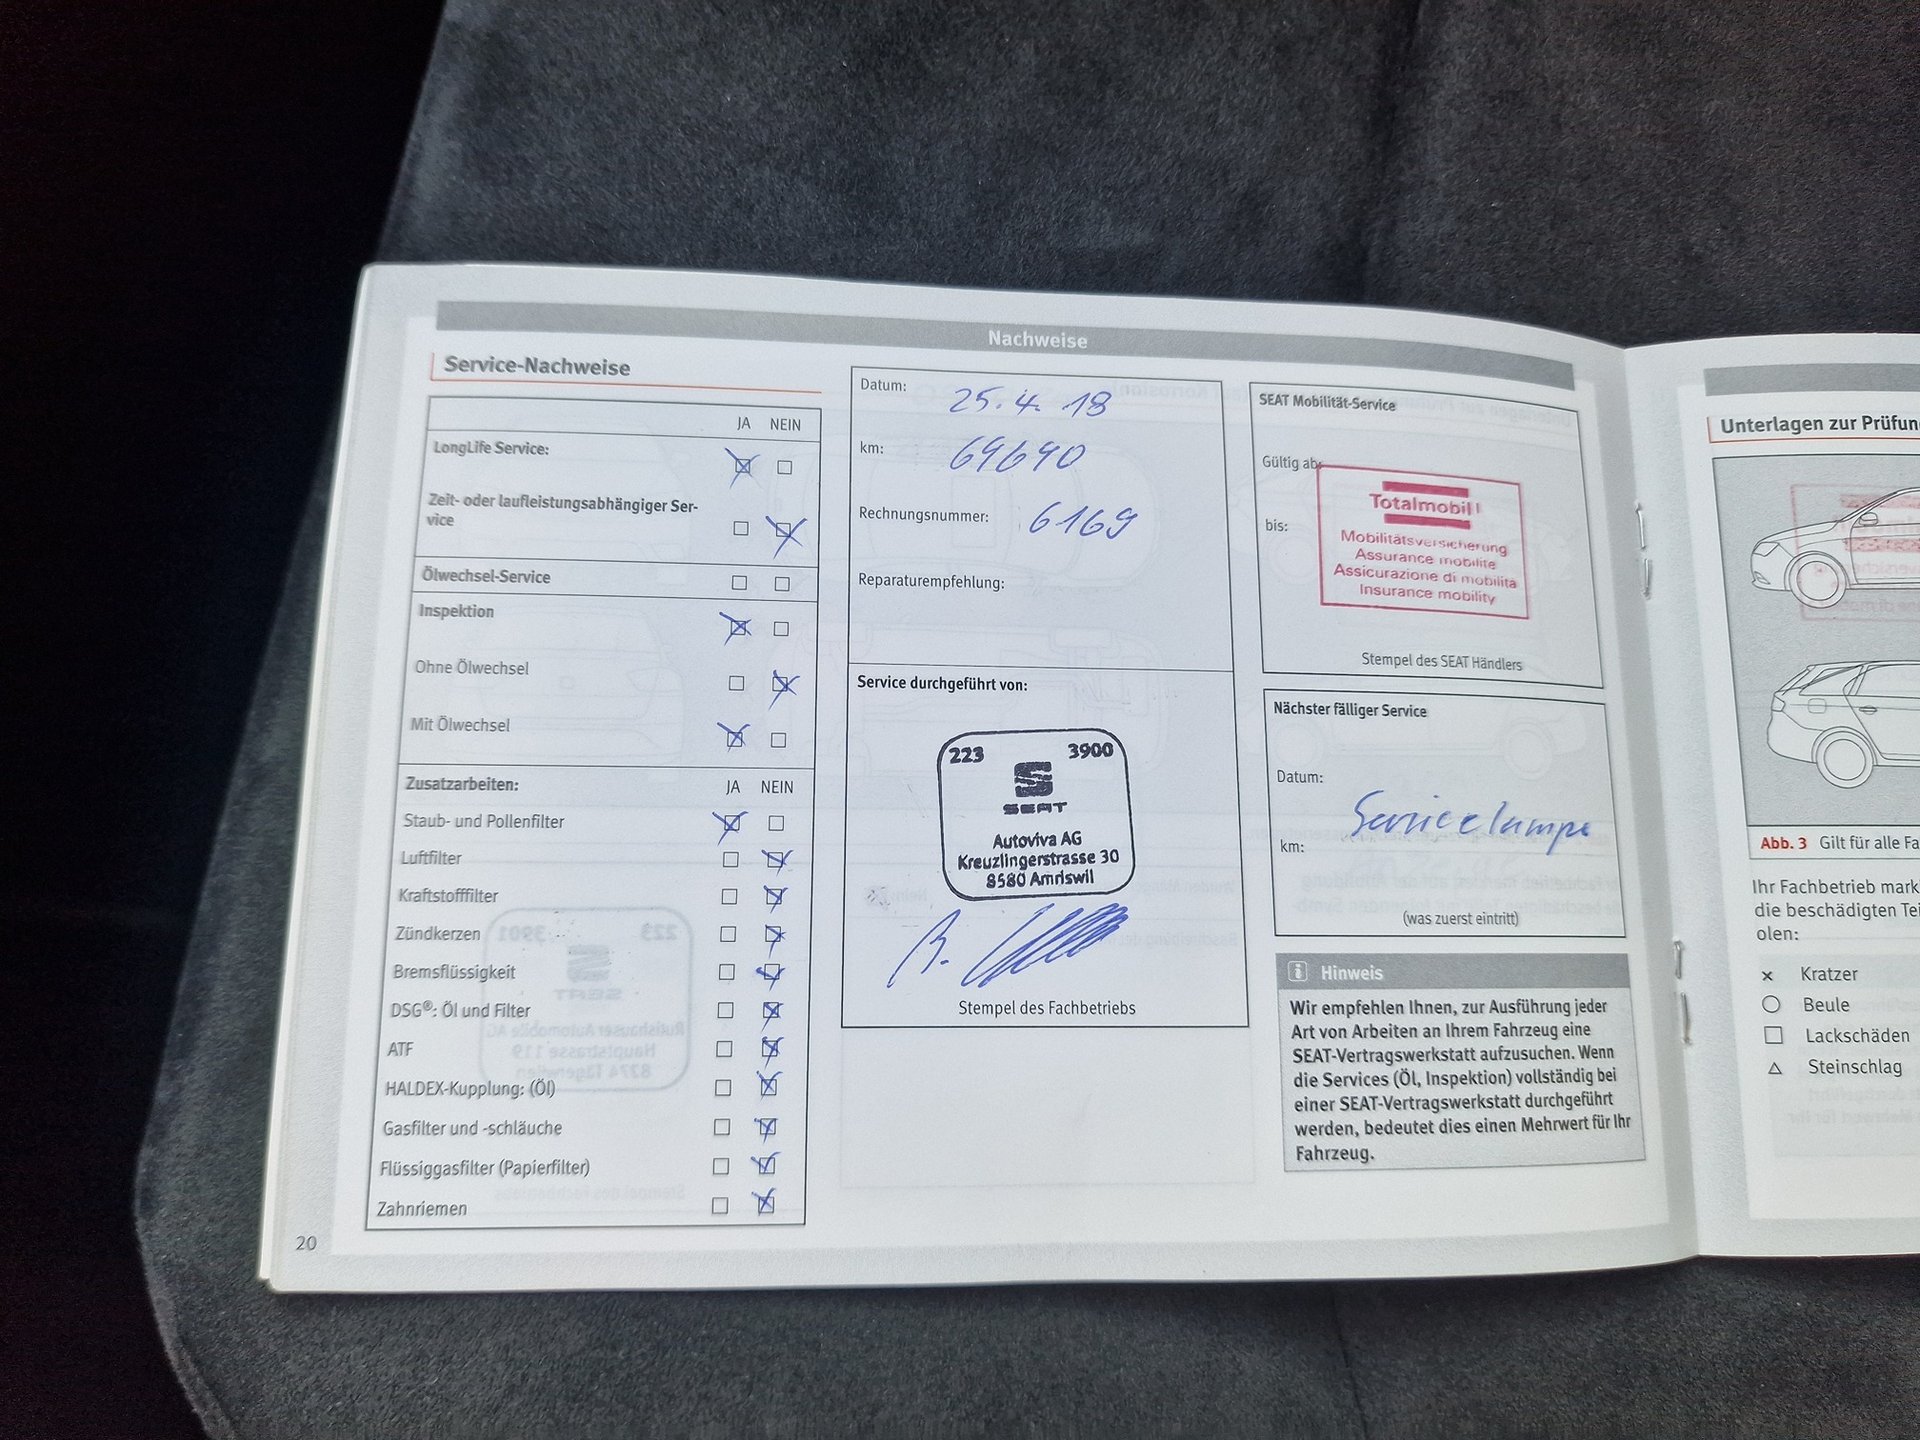 Nachweise
Service-Nachweise
JA NEIN
LongLife Service:
Zeit- oder laufleistungsabhängiger Ser-
vice
Ölwechsel-Service
Inspektion
Ohne Ölwechsel
Mit Ölwechsel
Zusatzarbeiten: JA NEIN
Staub- und Pollenfilter
Luftfilter
Kraftstofffilter
Zündkerzen
Bremsflüssigkeit
DSG®: Öl und Filter
ATF
HALDEX-Kupplung: (Öl)
Gasfilter und -schläuche
Flüssiggasfilter (Papierfilter)
Zahnriemen
20
Datum: 25.4.18
km: 69690
Rechnungsnummer: 6169
Reparaturempfehlung:
Service durchgeführt von:
223 3900
SEAT
Autoviva AG
Kreuzlingerstrasse 30
8580 Amriswil
Stempel des Fachbetriebs
SEAT Mobilität-Service
Gültig ab:
bis:
Totalmobil!
Mobilitätsversicherung
Assurance mobilite
Assicurazione di mobilita
Insurance mobility
Stempel des SEAT Händlers
Nächster fälliger Service
Datum:
Servicelampe
km:
(was zuerst eintritt)
i Hinweis
Wir empfehlen Ihnen, zur Ausführung jeder
Art von Arbeiten an Ihrem Fahrzeug eine
SEAT-Vertragswerkstatt aufzusuchen. Wenn
die Services (Öl, Inspektion) vollständig bei
einer SEAT-Vertragswerkstatt durchgeführt
werden, bedeutet dies einen Mehrwert für Ihr
Fahrzeug.
Unterlagen zur Prüfun
Abb. 3 Gilt für alle Fa
Ihr Fachbetrieb mark
die beschädigten Tei
olen:
× Kratzer
○ Beule
□ Lackschäden
△ Steinschlag